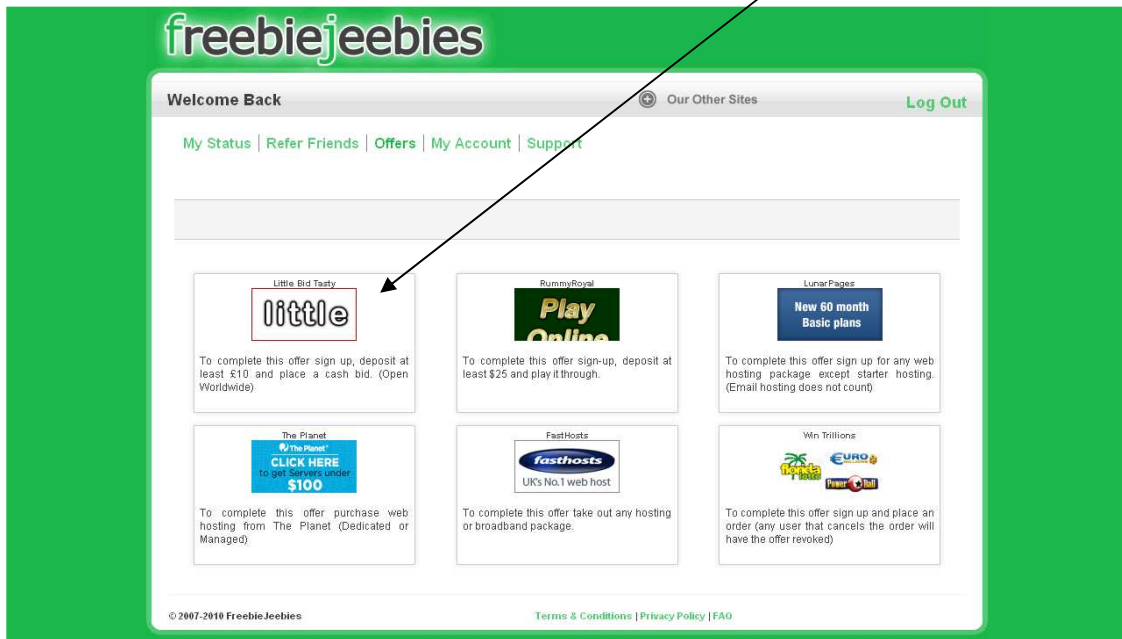 freebiejeebies
Welcome Back
Our Other Sites
Log Out
My Status | Refer Friends | Offers | My Account | Support
Little Bid Tasty
little
To complete this offer sign up, deposit at
least £10 and place a cash bid. (Open
Worldwide)
RummyRoyal
Play
Online
To complete this offer sign-up, deposit at
least $25 and play it through.
LunarPages
New 60 month
Basic plans
To complete this offer sign up for any web
hosting package except starter hosting.
(Email hosting does not count)
The Planet
The Planet
CLICK HERE
to get Servers under
$100
To complete this offer purchase web
hosting from The Planet (Dedicated or
Managed)
FastHosts
fasthosts
UK's No.1 web host
To complete this offer take out any hosting
or broadband package.
Win Trillions
florida
Lotto
EURO
Power Ball
To complete this offer sign up and place an
order (any user that cancels the order will
have the offer revoked)
© 2007-2010 FreebieJeebies
Terms & Conditions | Privacy Policy | FAQ